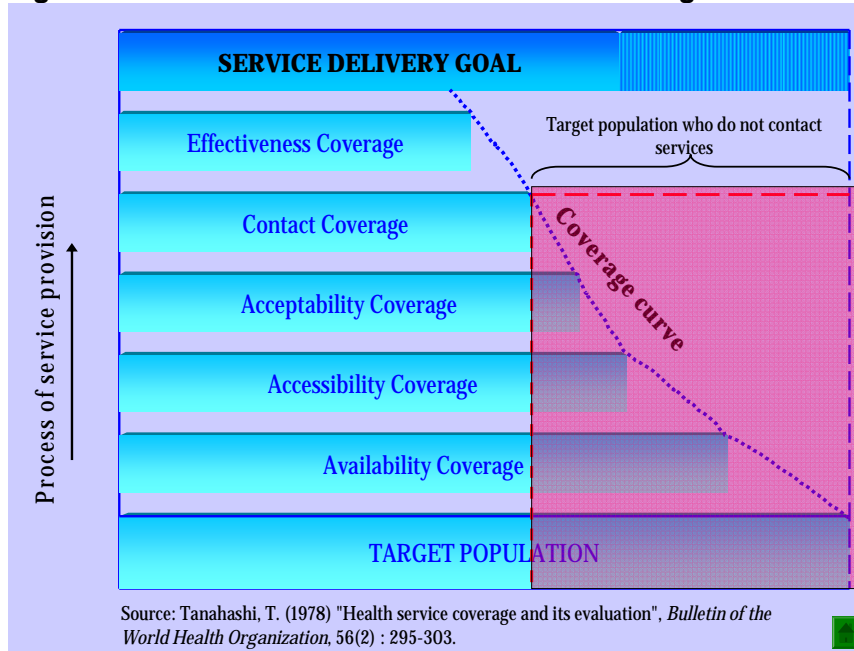 SERVICE DELIVERY GOAL
Effectiveness Coverage
Target population who do not contact
services
Contact Coverage
Coverage curve
Acceptability Coverage
Accessibility Coverage
Availability Coverage
TARGET POPULATION
Process of service provision
Source: Tanahashi, T. (1978) "Health service coverage and its evaluation", Bulletin of the
World Health Organization, 56(2) : 295-303.